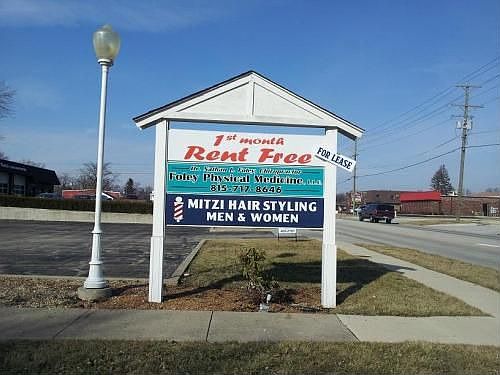 1st month
Rent Free
FOR LEASE
Dr. Nathan A. Foley, Chiropractic
Foley Physical Medicine, LLC
815-717-8646
MITZI HAIR STYLING
MEN & WOMEN